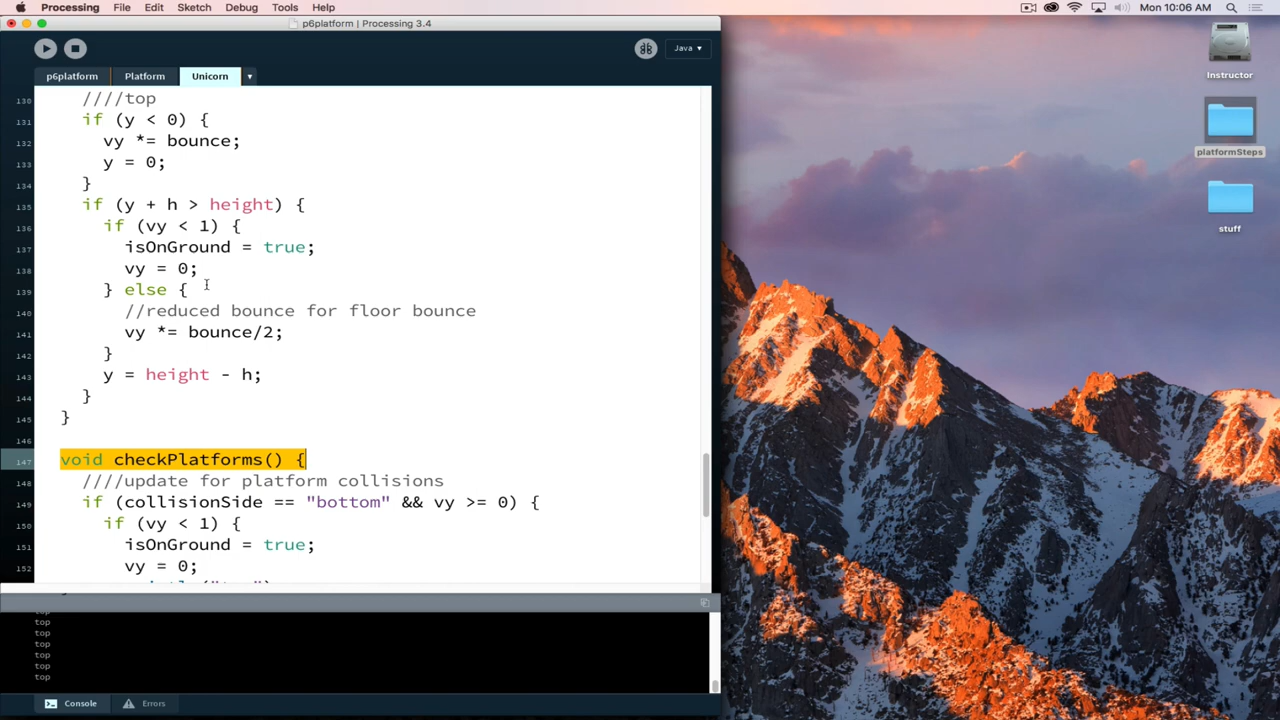 Processing File Edit Sketch Debug Tools Help Mon 10:06 AM
p6platform | Processing 3.4
Java ▾
p6platform Platform Unicorn ▾
130 ////top
131 if (y < 0) {
132 vy *= bounce;
133 y = 0;
134 }
135 if (y + h > height) {
136 if (vy < 1) {
137 isOnGround = true;
138 vy = 0;
139 } else {
140 //reduced bounce for floor bounce
141 vy *= bounce/2;
142 }
143 y = height - h;
144 }
145 }
146
147 void checkPlatforms() {
148 ////update for platform collisions
149 if (collisionSide == "bottom" && vy >= 0) {
150 if (vy < 1) {
151 isOnGround = true;
152 vy = 0;
top
top
top
top
top
top
Console Errors
Instructor
platformSteps
stuff